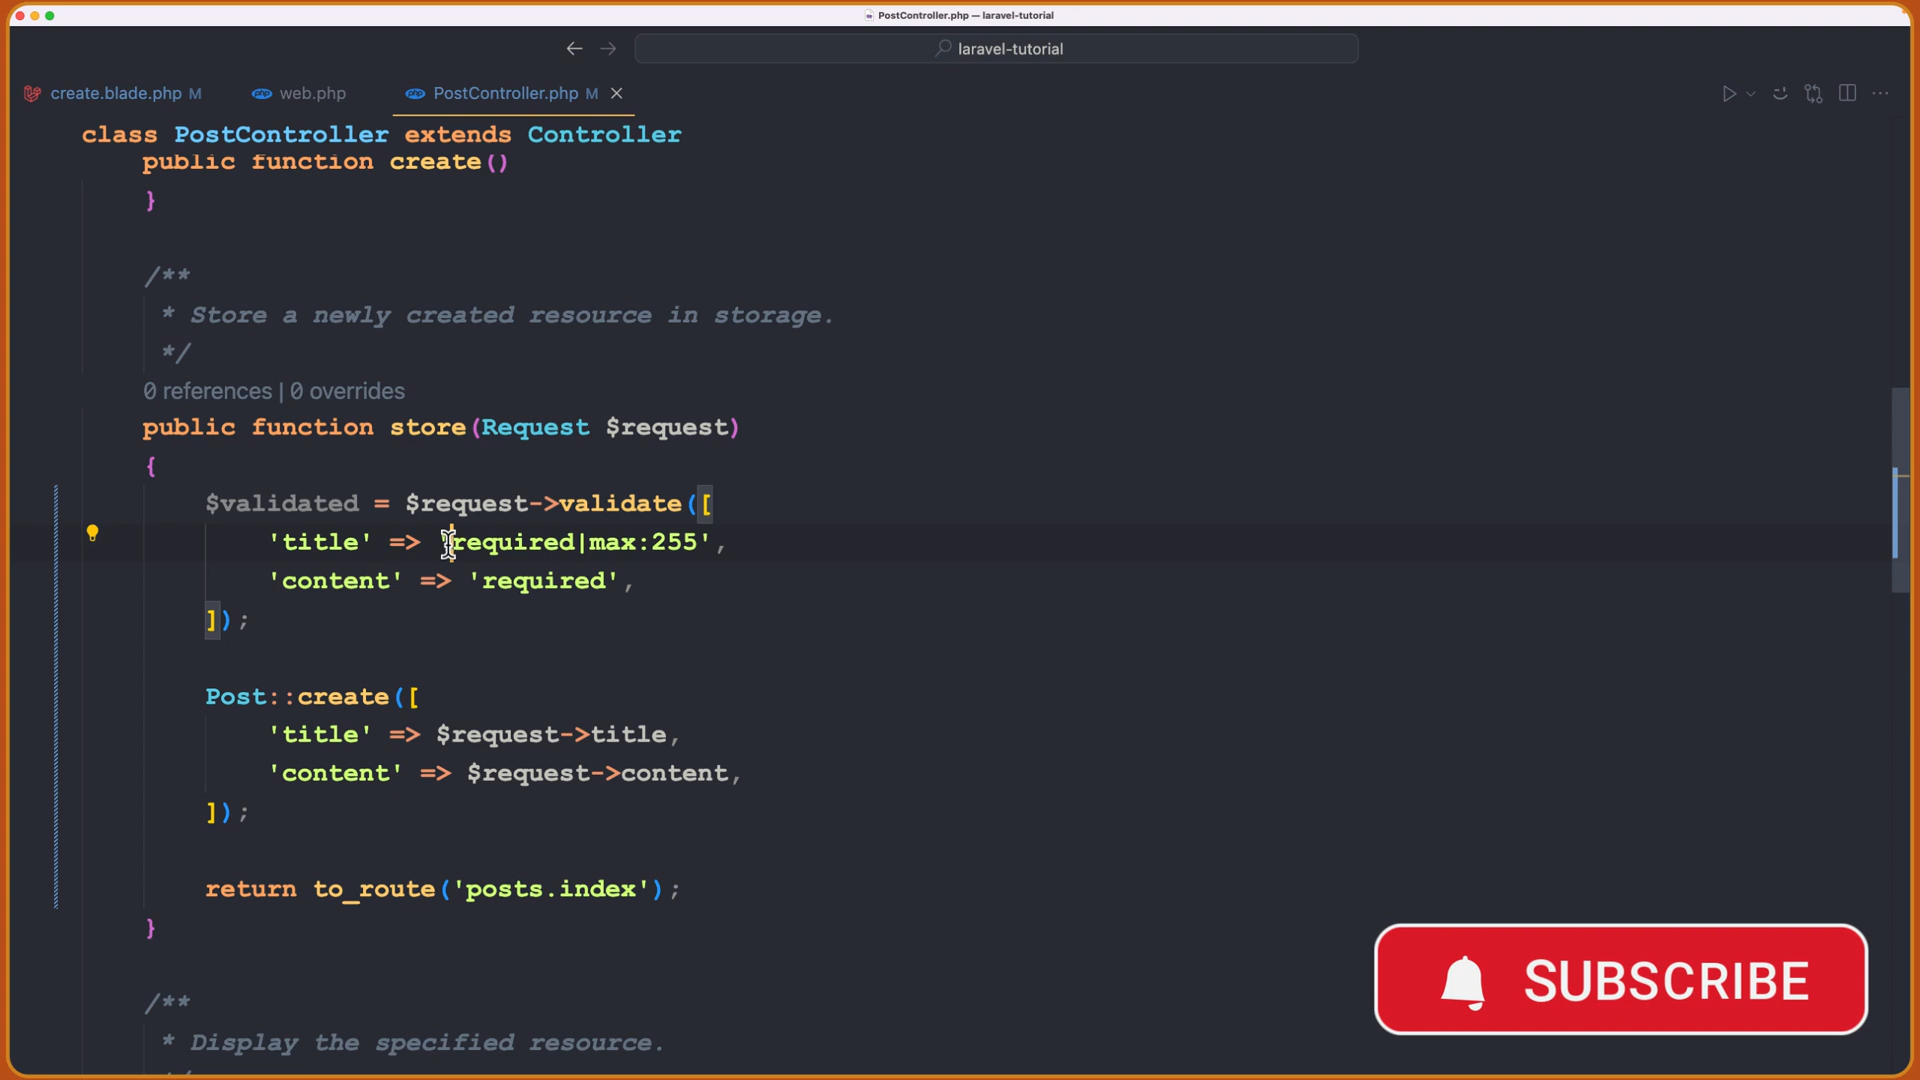 PostController.php — laravel-tutorial
laravel-tutorial
create.blade.php M
web.php
PostController.php M
class PostController extends Controller
public function create()
}
/**
* Store a newly created resource in storage.
*/
0 references | 0 overrides
public function store(Request $request)
{
$validated = $request->validate([
'title' => 'required|max:255',
'content' => 'required',
]);
Post::create([
'title' => $request->title,
'content' => $request->content,
]);
return to_route('posts.index');
}
/**
* Display the specified resource.
SUBSCRIBE